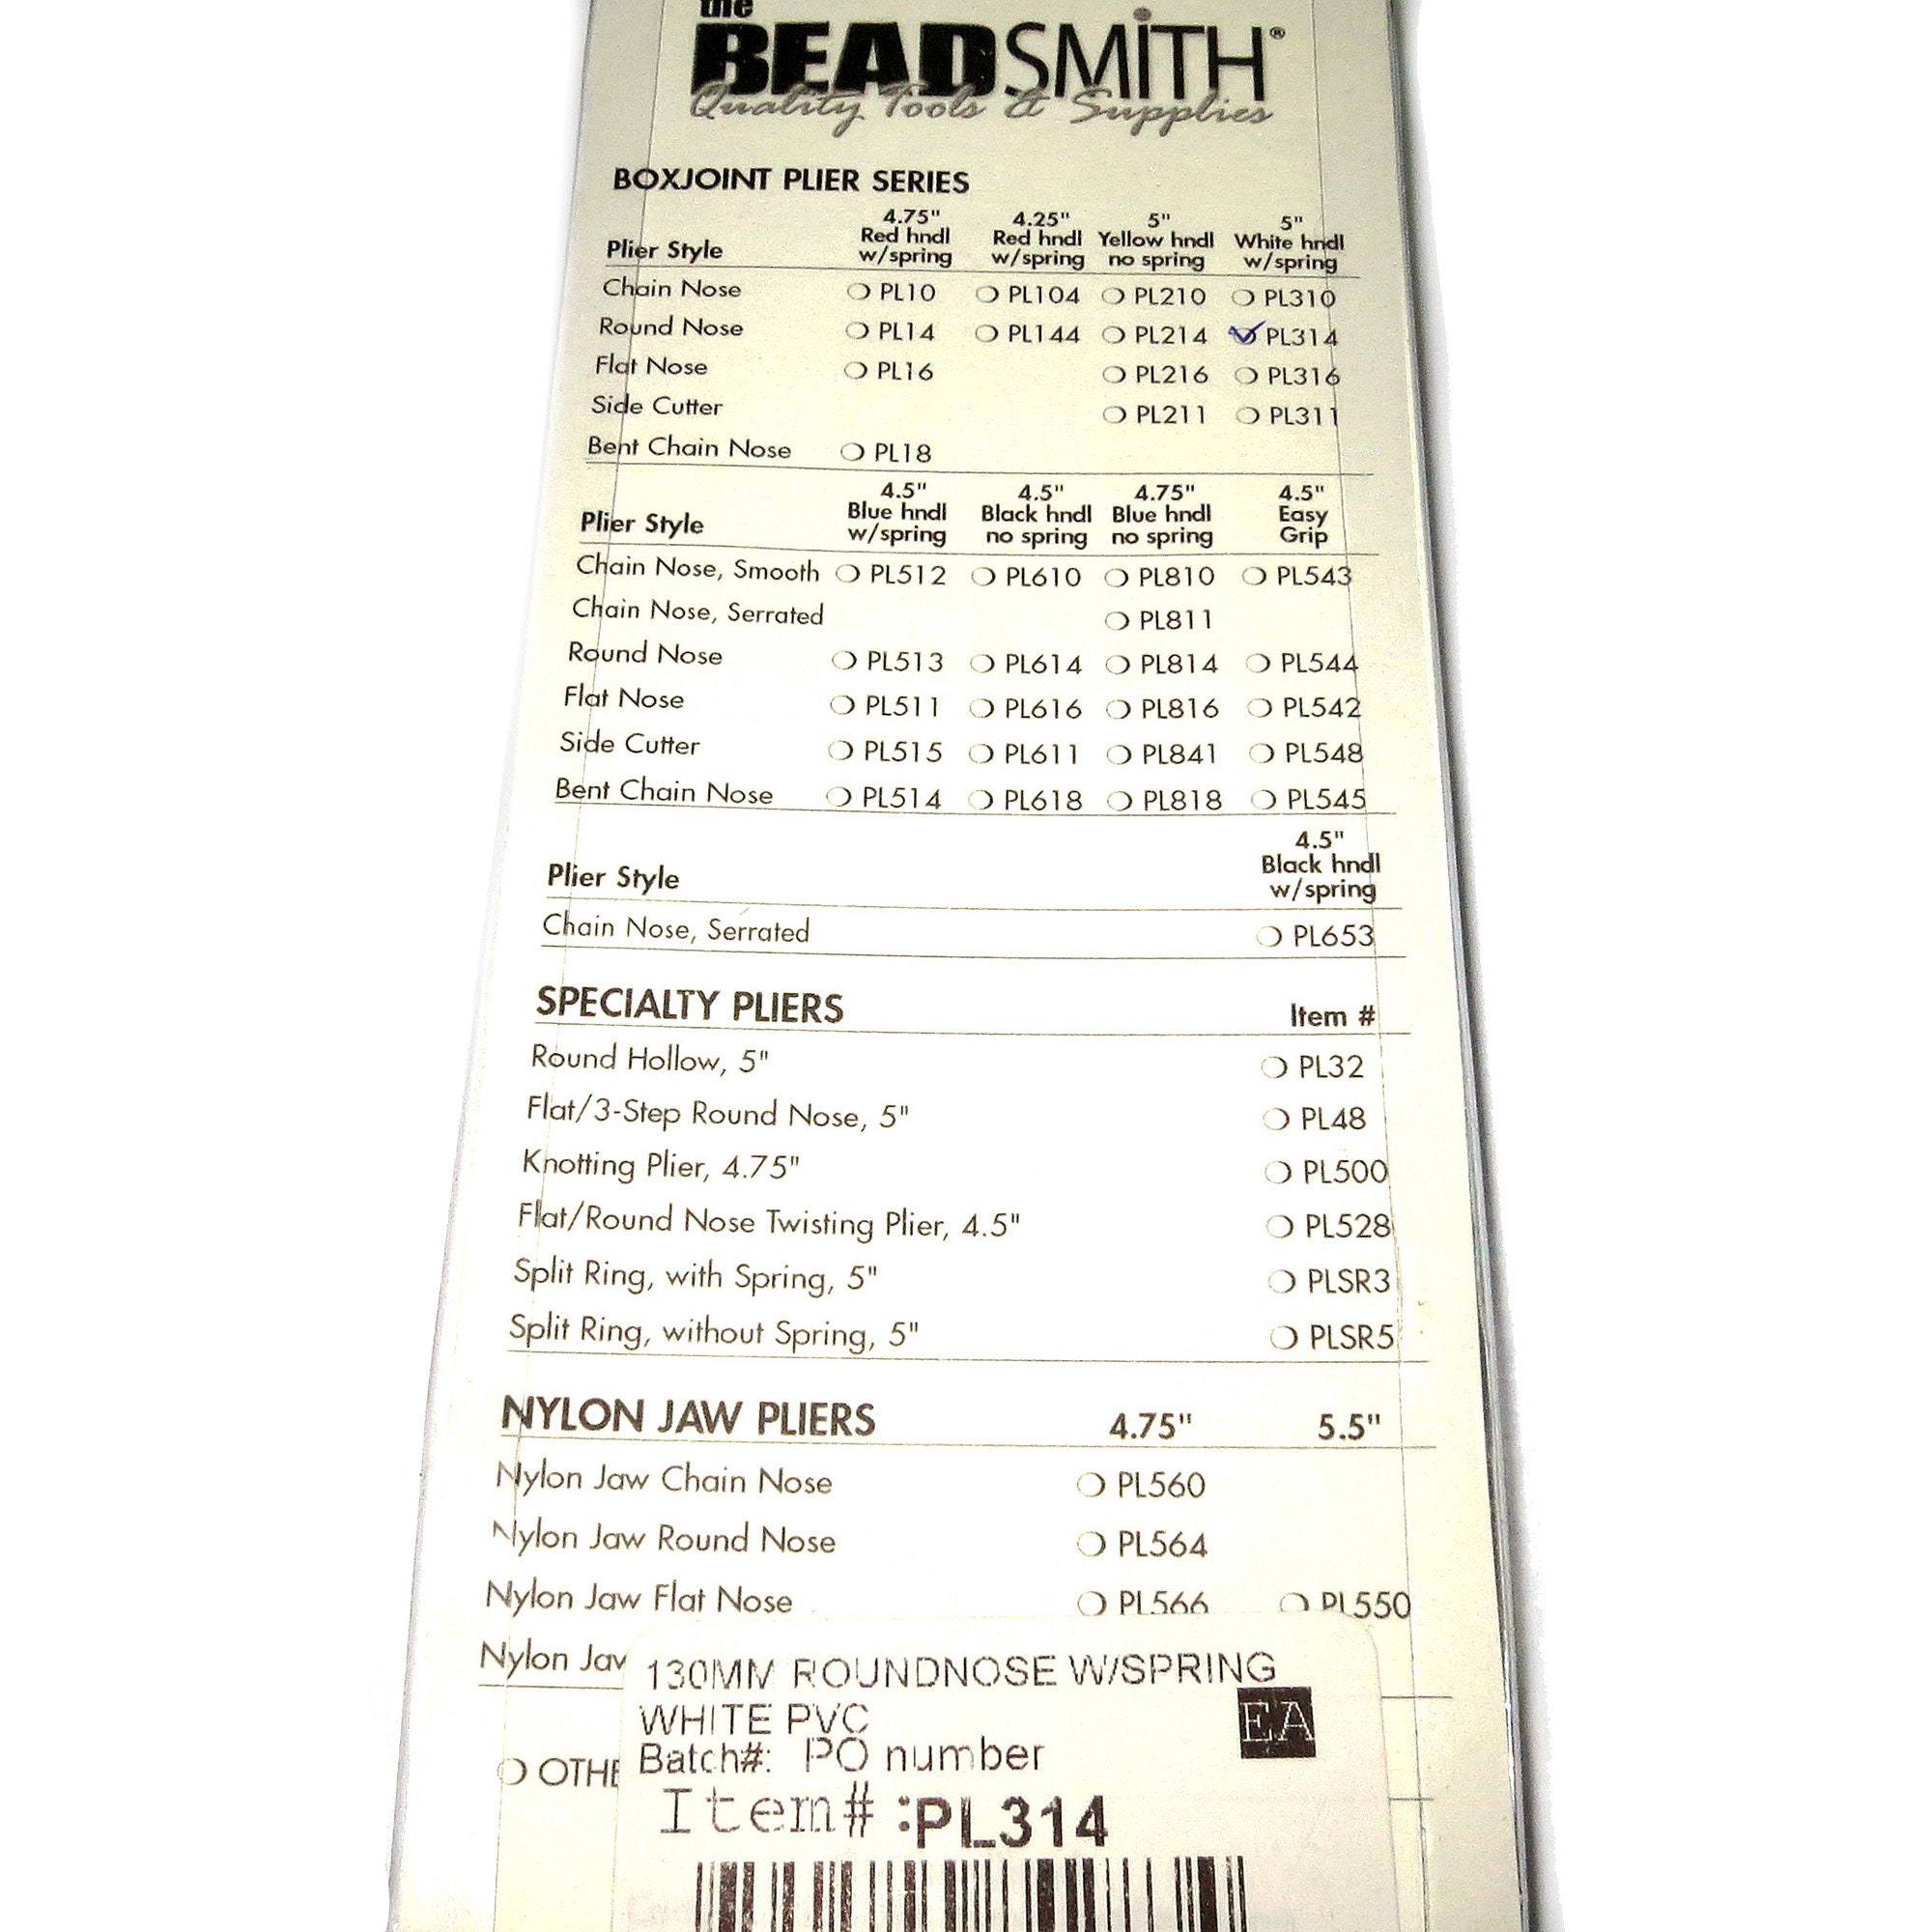 the
BEADSMITH®
Quality Tools & Supplies
BOXJOINT PLIER SERIES
4.75" 4.25" 5" 5"
Red hndl Red hndl Yellow hndl White hndl
Plier Style w/spring w/spring no spring w/spring
Chain Nose PL10 PL104 PL210 PL310
Round Nose PL14 PL144 PL214 PL314
Flat Nose PL16 PL216 PL316
Side Cutter PL211 PL311
Bent Chain Nose PL18
4.5" 4.5" 4.75" 4.5"
Blue hndl Black hndl Blue hndl Easy
Plier Style w/spring no spring no spring Grip
Chain Nose, Smooth PL512 PL610 PL810 PL543
Chain Nose, Serrated PL811
Round Nose PL513 PL614 PL814 PL544
Flat Nose PL511 PL616 PL816 PL542
Side Cutter PL515 PL611 PL841 PL548
Bent Chain Nose PL514 PL618 PL818 PL545
4.5"
Black hndl
Plier Style w/spring
Chain Nose, Serrated PL653
SPECIALTY PLIERS Item #
Round Hollow, 5" PL32
Flat/3-Step Round Nose, 5" PL48
Knotting Plier, 4.75" PL500
Flat/Round Nose Twisting Plier, 4.5" PL528
Split Ring, with Spring, 5" PLSR3
Split Ring, without Spring, 5" PLSR5
NYLON JAW PLIERS 4.75" 5.5"
Nylon Jaw Chain Nose PL560
Nylon Jaw Round Nose PL564
Nylon Jaw Flat Nose PL566 PL550
Nylon Jaw
130MM ROUNDNOSE W/SPRING
WHITE PVC
EA
Batch#: PO number
OTHE
Item# :PL314